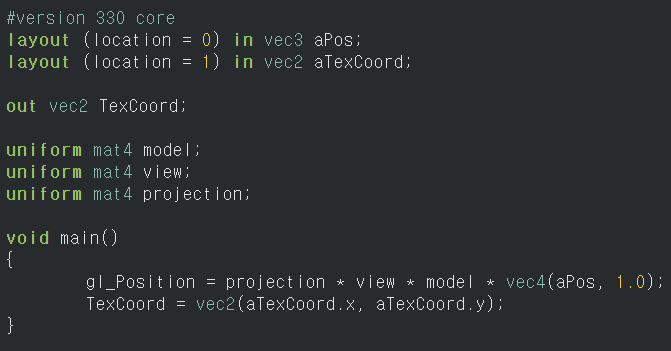 #version 330 core
layout (location = 0) in vec3 aPos;
layout (location = 1) in vec2 aTexCoord;

out vec2 TexCoord;

uniform mat4 model;
uniform mat4 view;
uniform mat4 projection;

void main()
{
        gl_Position = projection * view * model * vec4(aPos, 1.0);
        TexCoord = vec2(aTexCoord.x, aTexCoord.y);
}